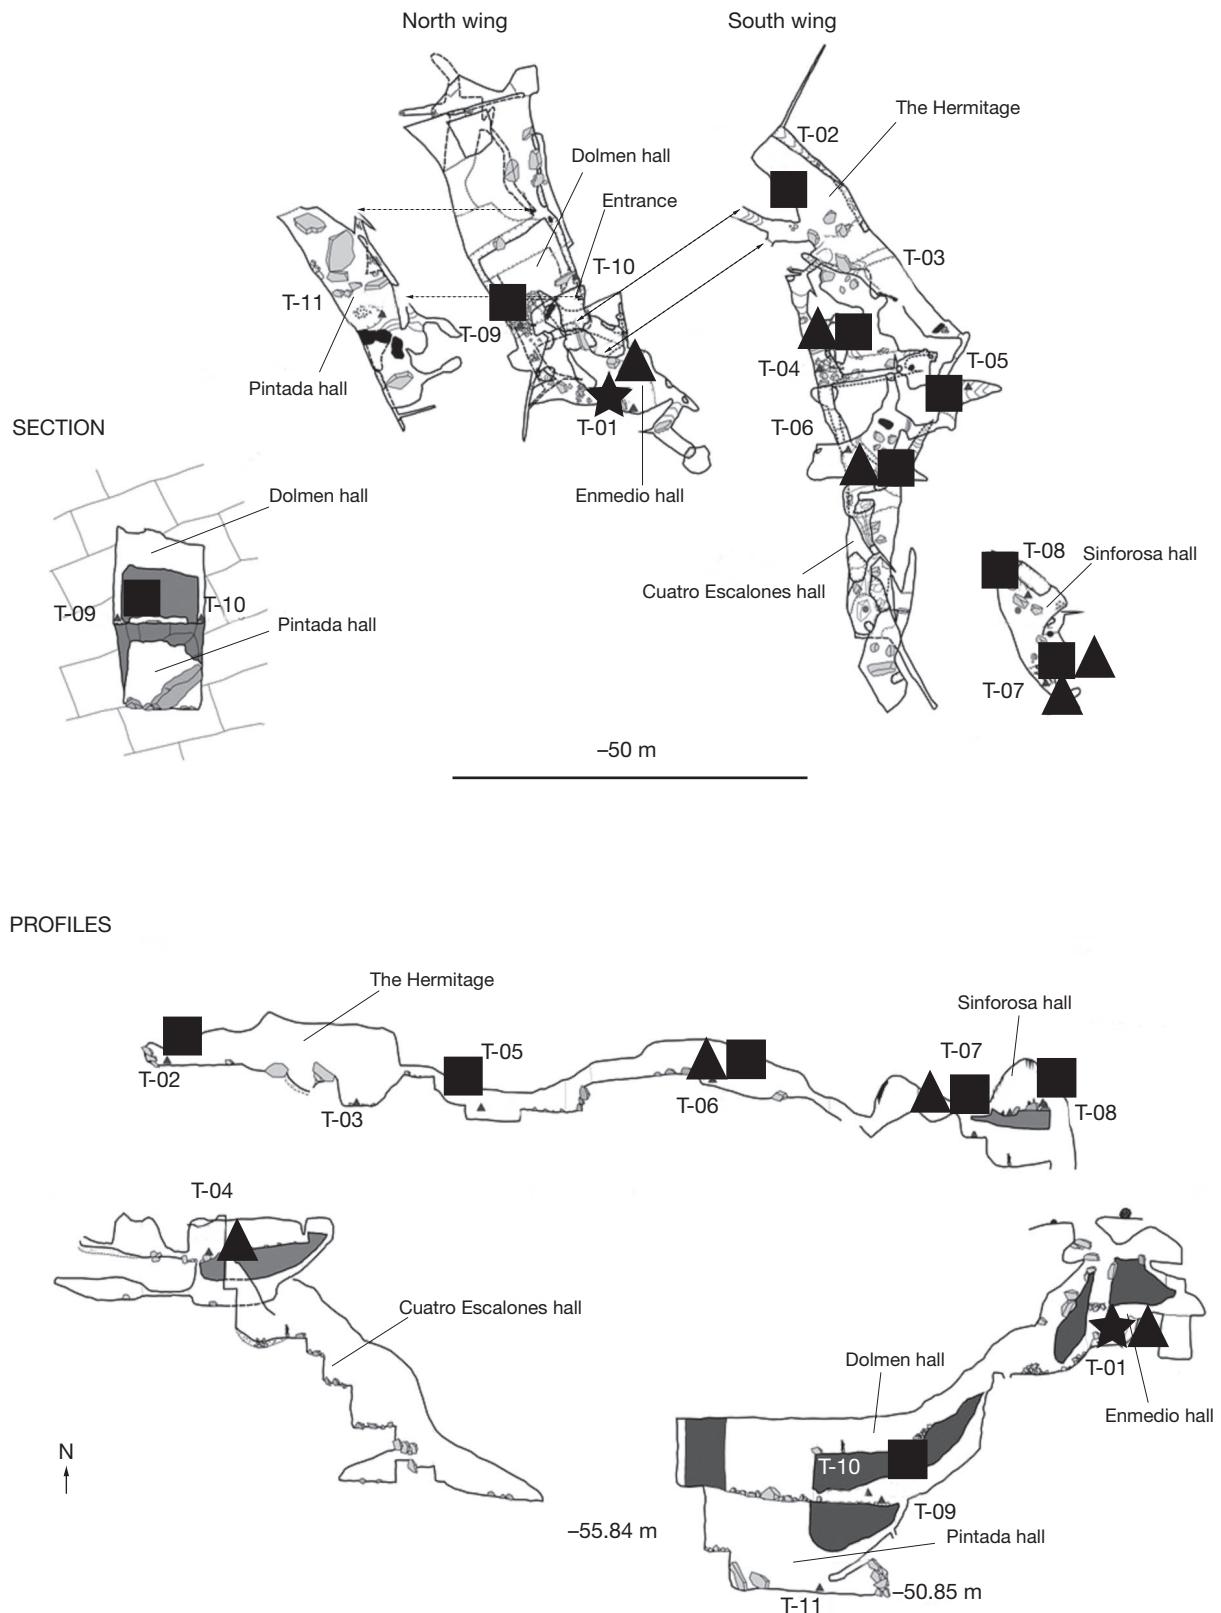 North wing
South wing
The Hermitage
T-02
Dolmen hall
Entrance
T-03
T-10
T-11
T-09
T-04
T-05
Pintada hall
T-01
T-06
SECTION
Enmedio hall
Dolmen hall
T-08
Sinforosa hall
Cuatro Escalones hall
T-09
T-10
Pintada hall
T-07
–50 m
PROFILES
The Hermitage
Sinforosa hall
T-07
T-05
T-02
T-06
T-08
T-03
T-04
Cuatro Escalones hall
Dolmen hall
T-01
Enmedio hall
N
T-10
T-09
–55.84 m
Pintada hall
–50.85 m
T-11